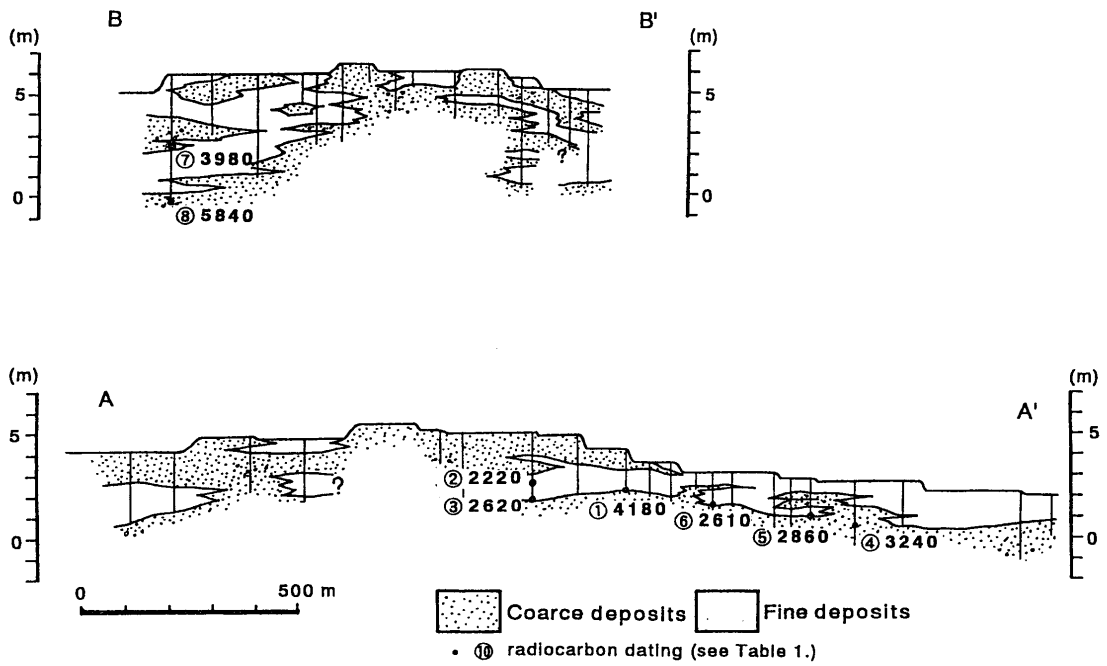 B B'
(m) (m)
5 5
⑦ 3980
?
0 0
⑧ 5840
(m) (m)
A A'
5 5
② 2220
?
③ 2620
① 4180
⑥ 2610
⑤ 2860
④ 3240
0 0
0 500 m
Coarce deposits Fine deposits
• ⑩ radiocarbon dating (see Table 1.)